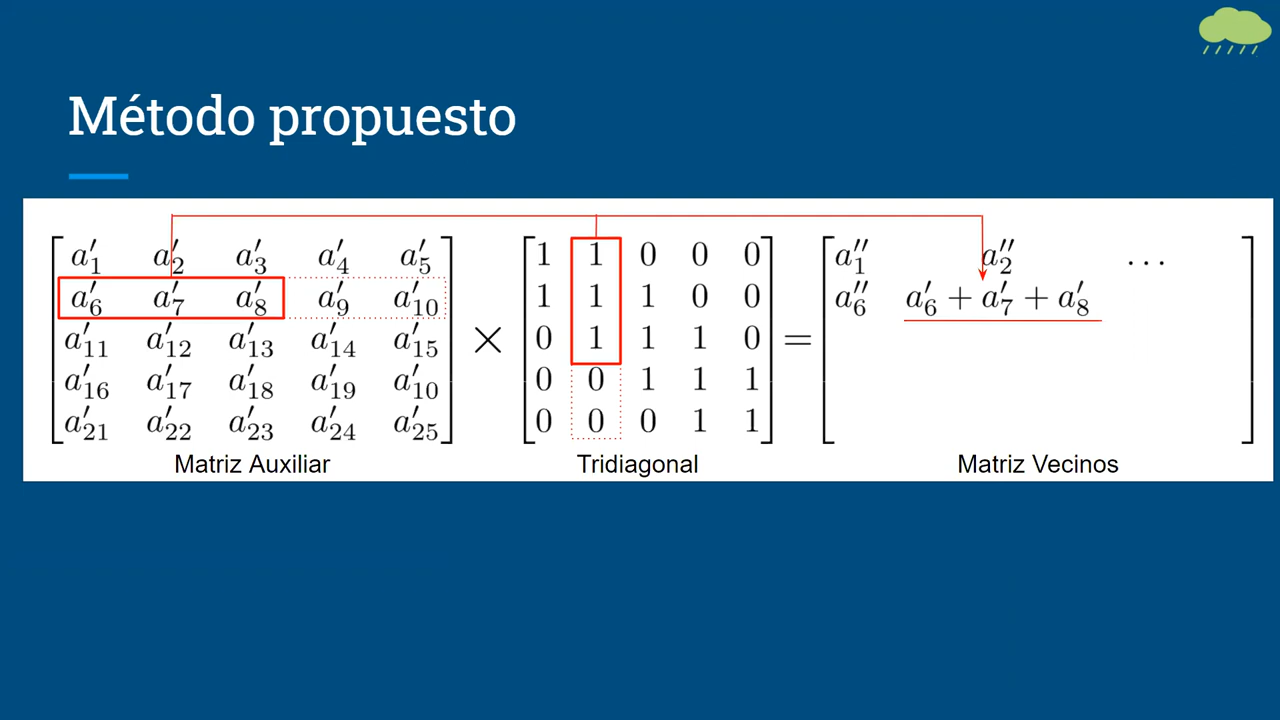 Método propuesto
a′₁ a′₂ a′₃ a′₄ a′₅ 1 1 0 0 0 a″₁ a″₂ ...
a′₆ a′₇ a′₈ a′₉ a′₁₀ 1 1 1 0 0 a″₆ a′₆ + a′₇ + a′₈
a′₁₁ a′₁₂ a′₁₃ a′₁₄ a′₁₅ × 0 1 1 1 0 =
a′₁₆ a′₁₇ a′₁₈ a′₁₉ a′₁₀ 0 0 1 1 1
a′₂₁ a′₂₂ a′₂₃ a′₂₄ a′₂₅ 0 0 0 1 1
Matriz Auxiliar Tridiagonal Matriz Vecinos